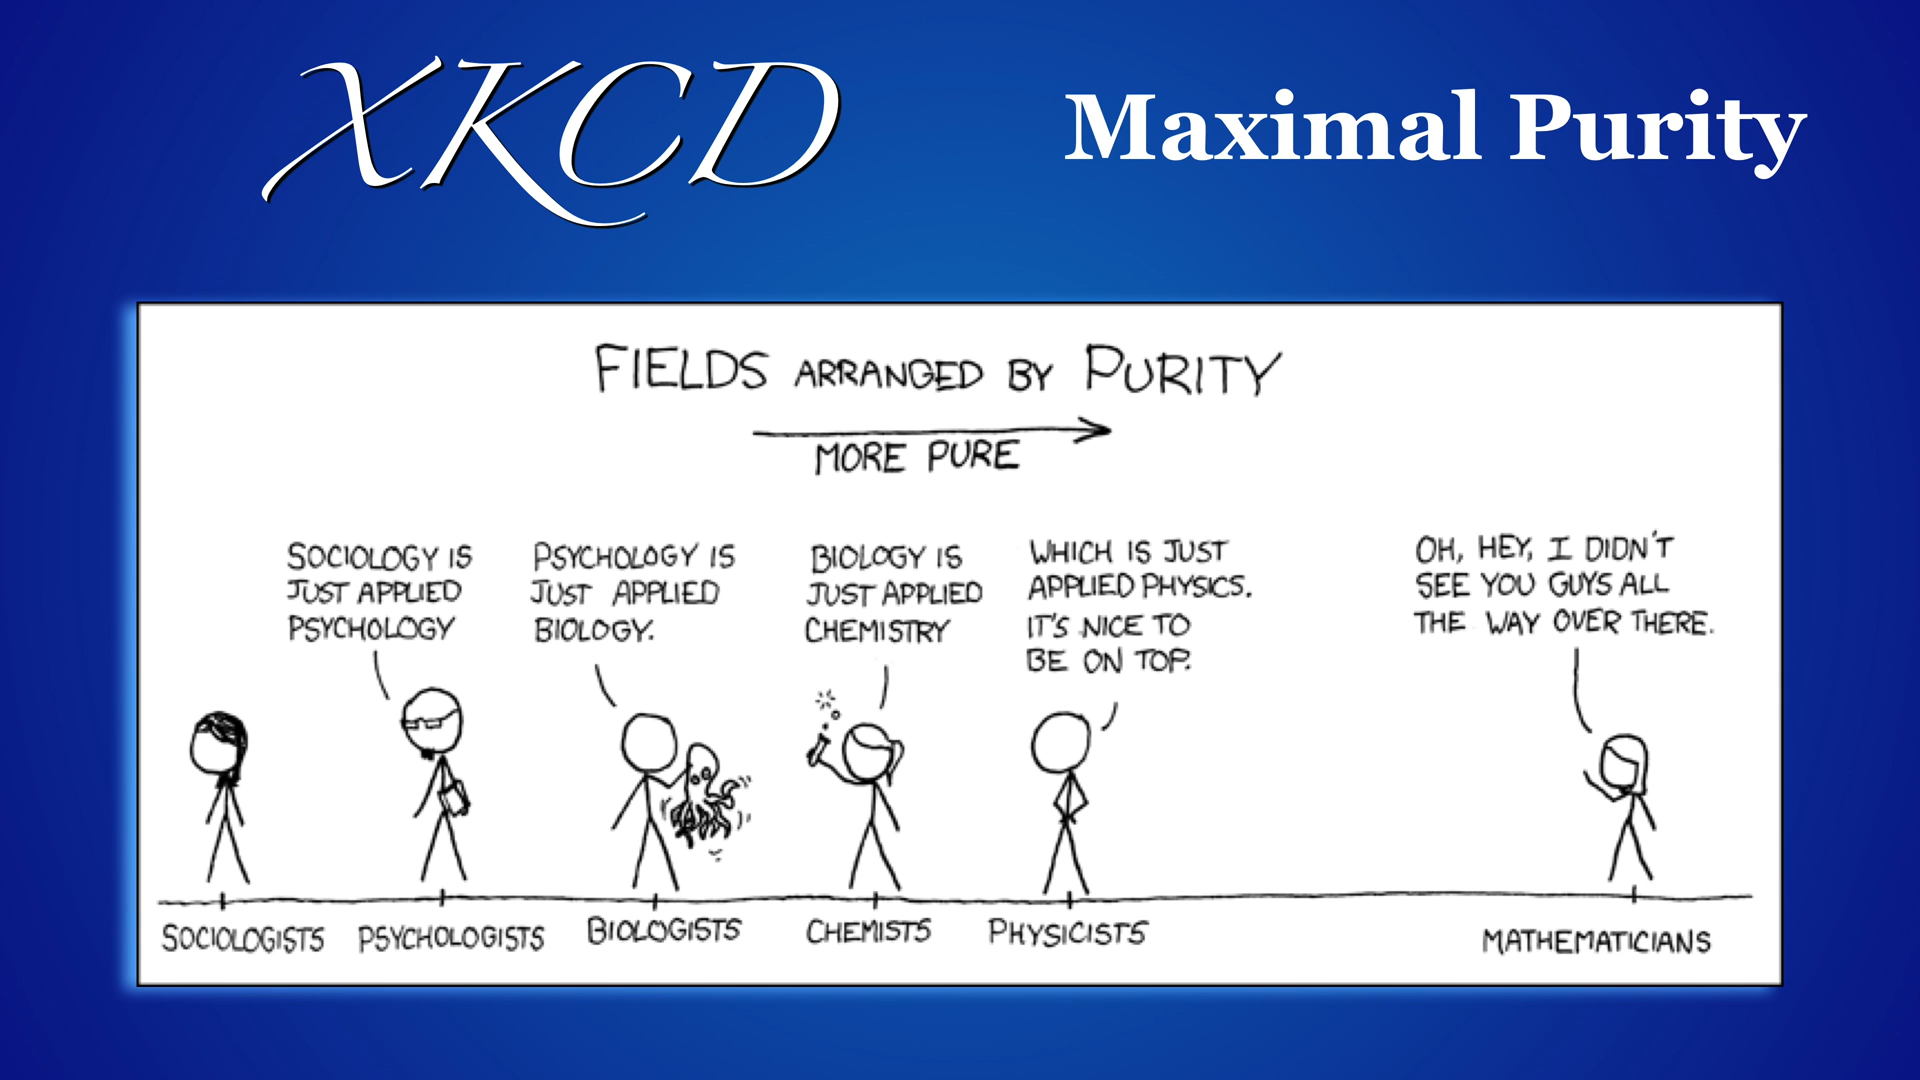 XKCD
Maximal Purity
FIELDS ARRANGED BY PURITY
MORE PURE
SOCIOLOGY IS
JUST APPLIED
PSYCHOLOGY
PSYCHOLOGY IS
JUST APPLIED
BIOLOGY.
BIOLOGY IS
JUST APPLIED
CHEMISTRY
WHICH IS JUST
APPLIED PHYSICS.
IT'S NICE TO
BE ON TOP.
OH, HEY, I DIDN'T
SEE YOU GUYS ALL
THE WAY OVER THERE.
SOCIOLOGISTS
PSYCHOLOGISTS
BIOLOGISTS
CHEMISTS
PHYSICISTS
MATHEMATICIANS